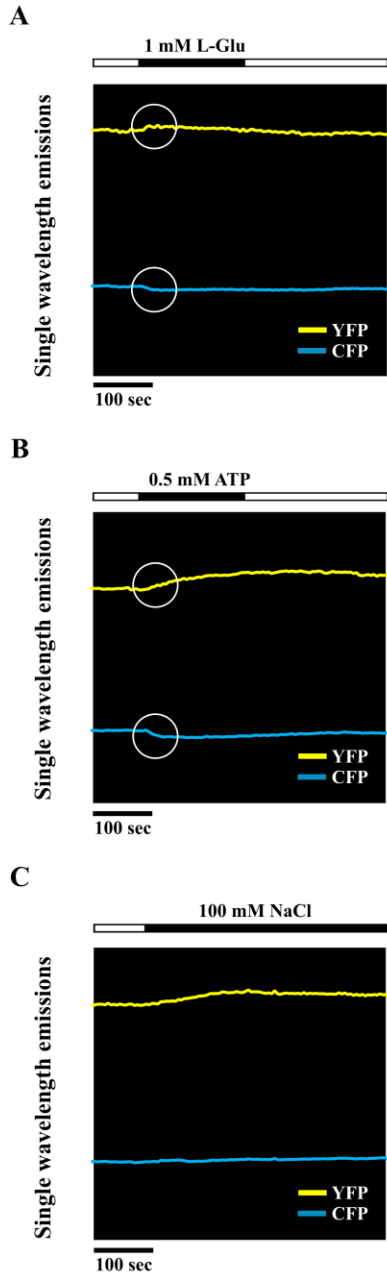 A
1 mM L-Glu
Single wavelength emissions
YFP
CFP
100 sec
B
0.5 mM ATP
Single wavelength emissions
YFP
CFP
100 sec
C
100 mM NaCl
Single wavelength emissions
YFP
CFP
100 sec